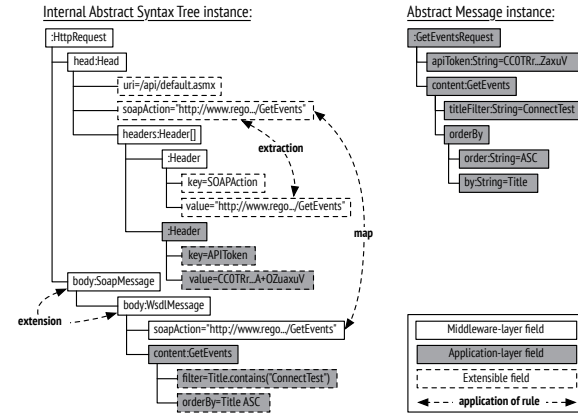 Internal Abstract Syntax Tree instance:
:HttpRequest
head:Head
uri=/api/default.asmx
soapAction="http://www.rego.../GetEvents"
headers:Header[]
extraction
:Header
key=SOAPAction
value="http://www.rego.../GetEvents"
map
:Header
key=APIToken
value=CC0TRr...A+OZuaxuV
body:SoapMessage
body:WsdlMessage
extension
soapAction="http://www.rego.../GetEvents"
content:GetEvents
filter=Title.contains("ConnectTest")
orderBy=Title ASC
Abstract Message instance:
:GetEventsRequest
apiToken:String=CC0TRr...ZaxuV
content:GetEvents
titleFilter:String=ConnectTest
orderBy
order:String=ASC
by:String=Title
Middleware-layer field
Application-layer field
Extensible field
application of rule